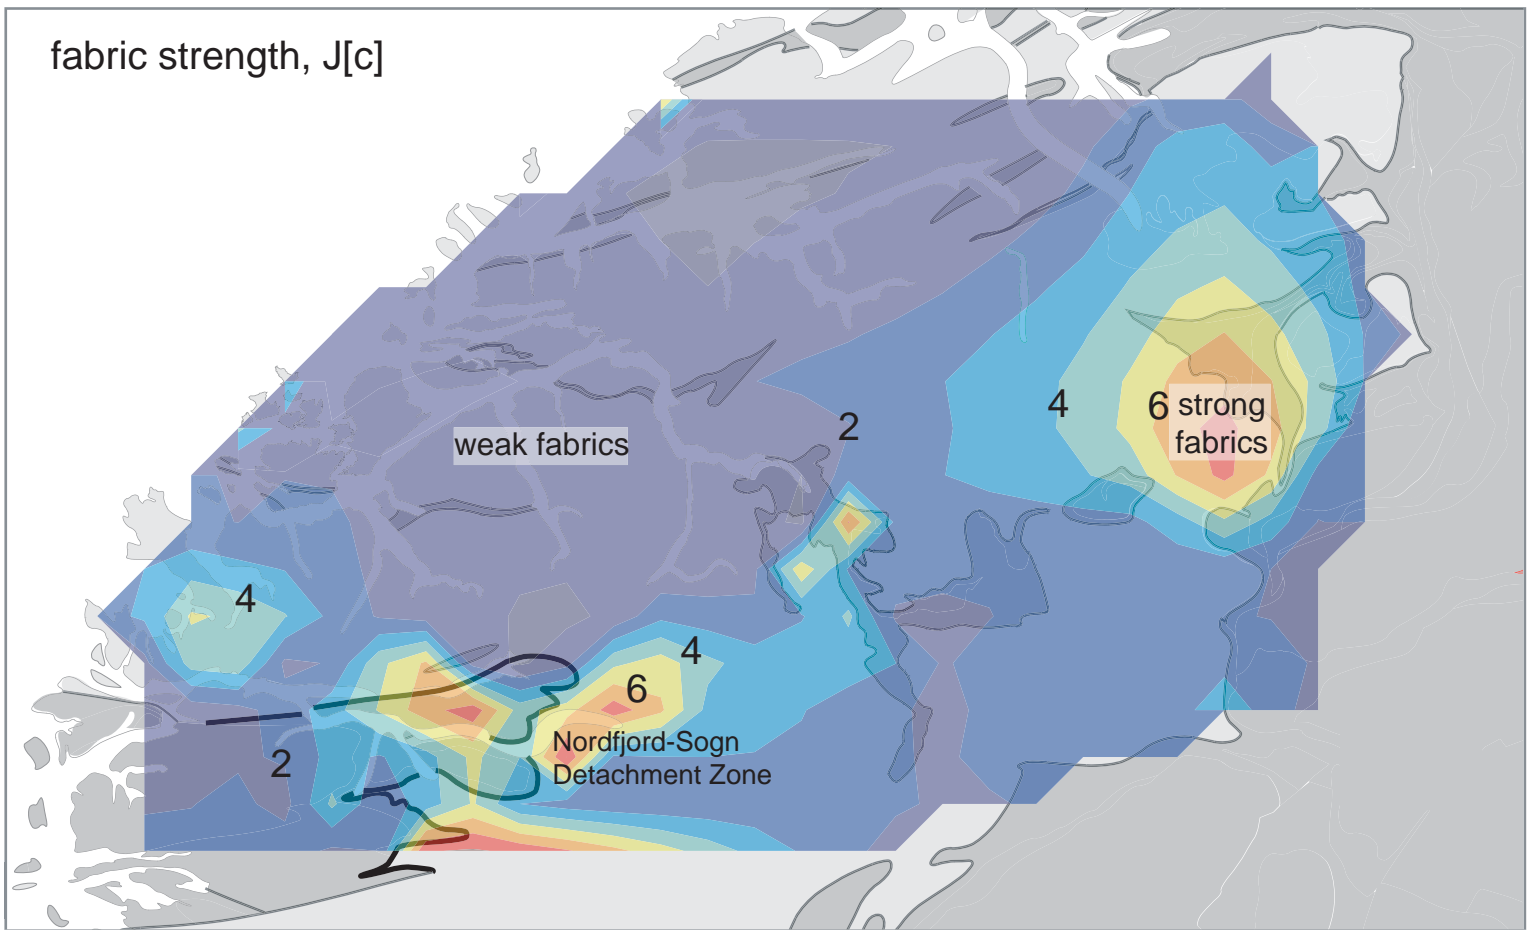 fabric strength, J[c]
2
4
6
strong
fabrics
weak fabrics
4
4
6
Nordfjord-Sogn
Detachment Zone
2